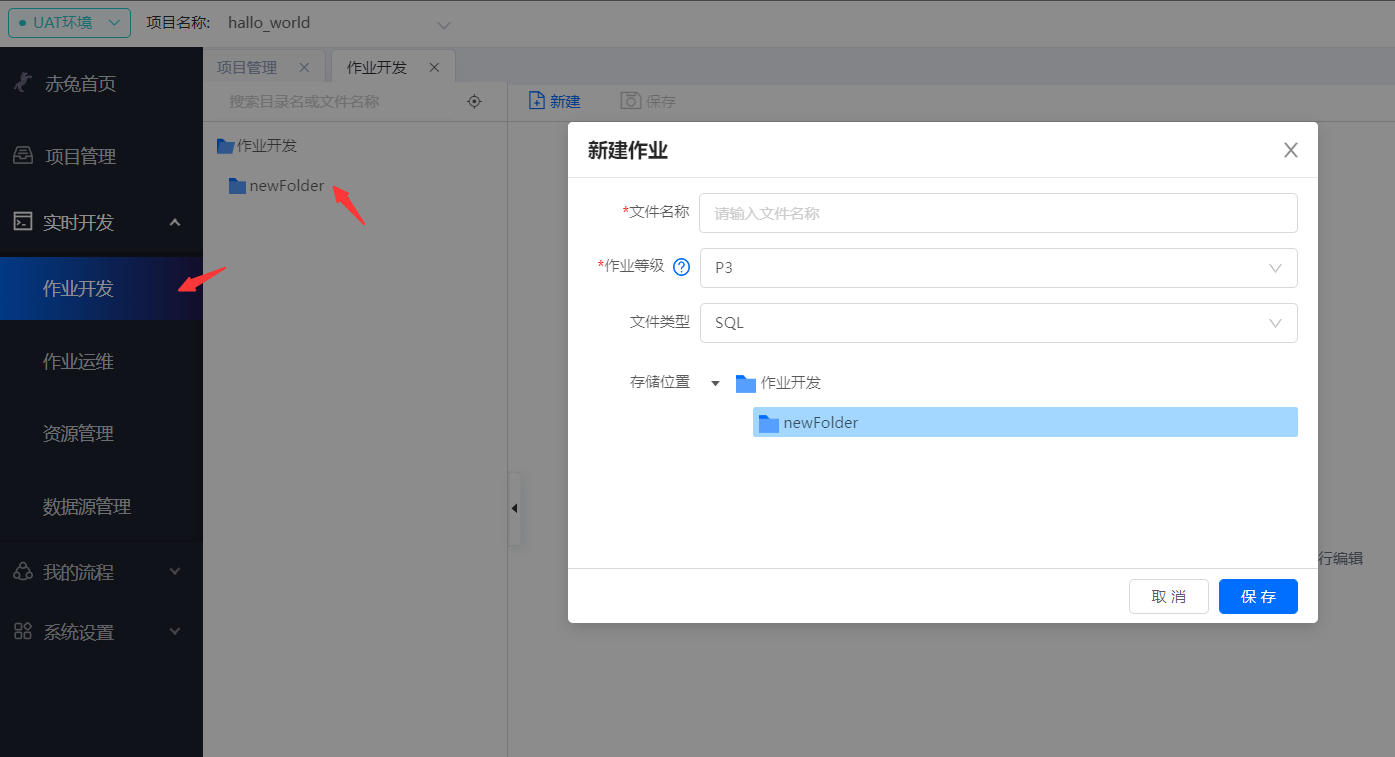 UAT环境
项目名称:
hallo_world
赤兔首页
项目管理
实时开发
作业开发
作业运维
资源管理
数据源管理
我的流程
系统设置
项目管理
作业开发
搜索目录名或文件名称
作业开发
newFolder
新建
保存
新建作业
*文件名称
请输入文件名称
*作业等级
P3
文件类型
SQL
存储位置
作业开发
newFolder
取 消
保 存
行编辑